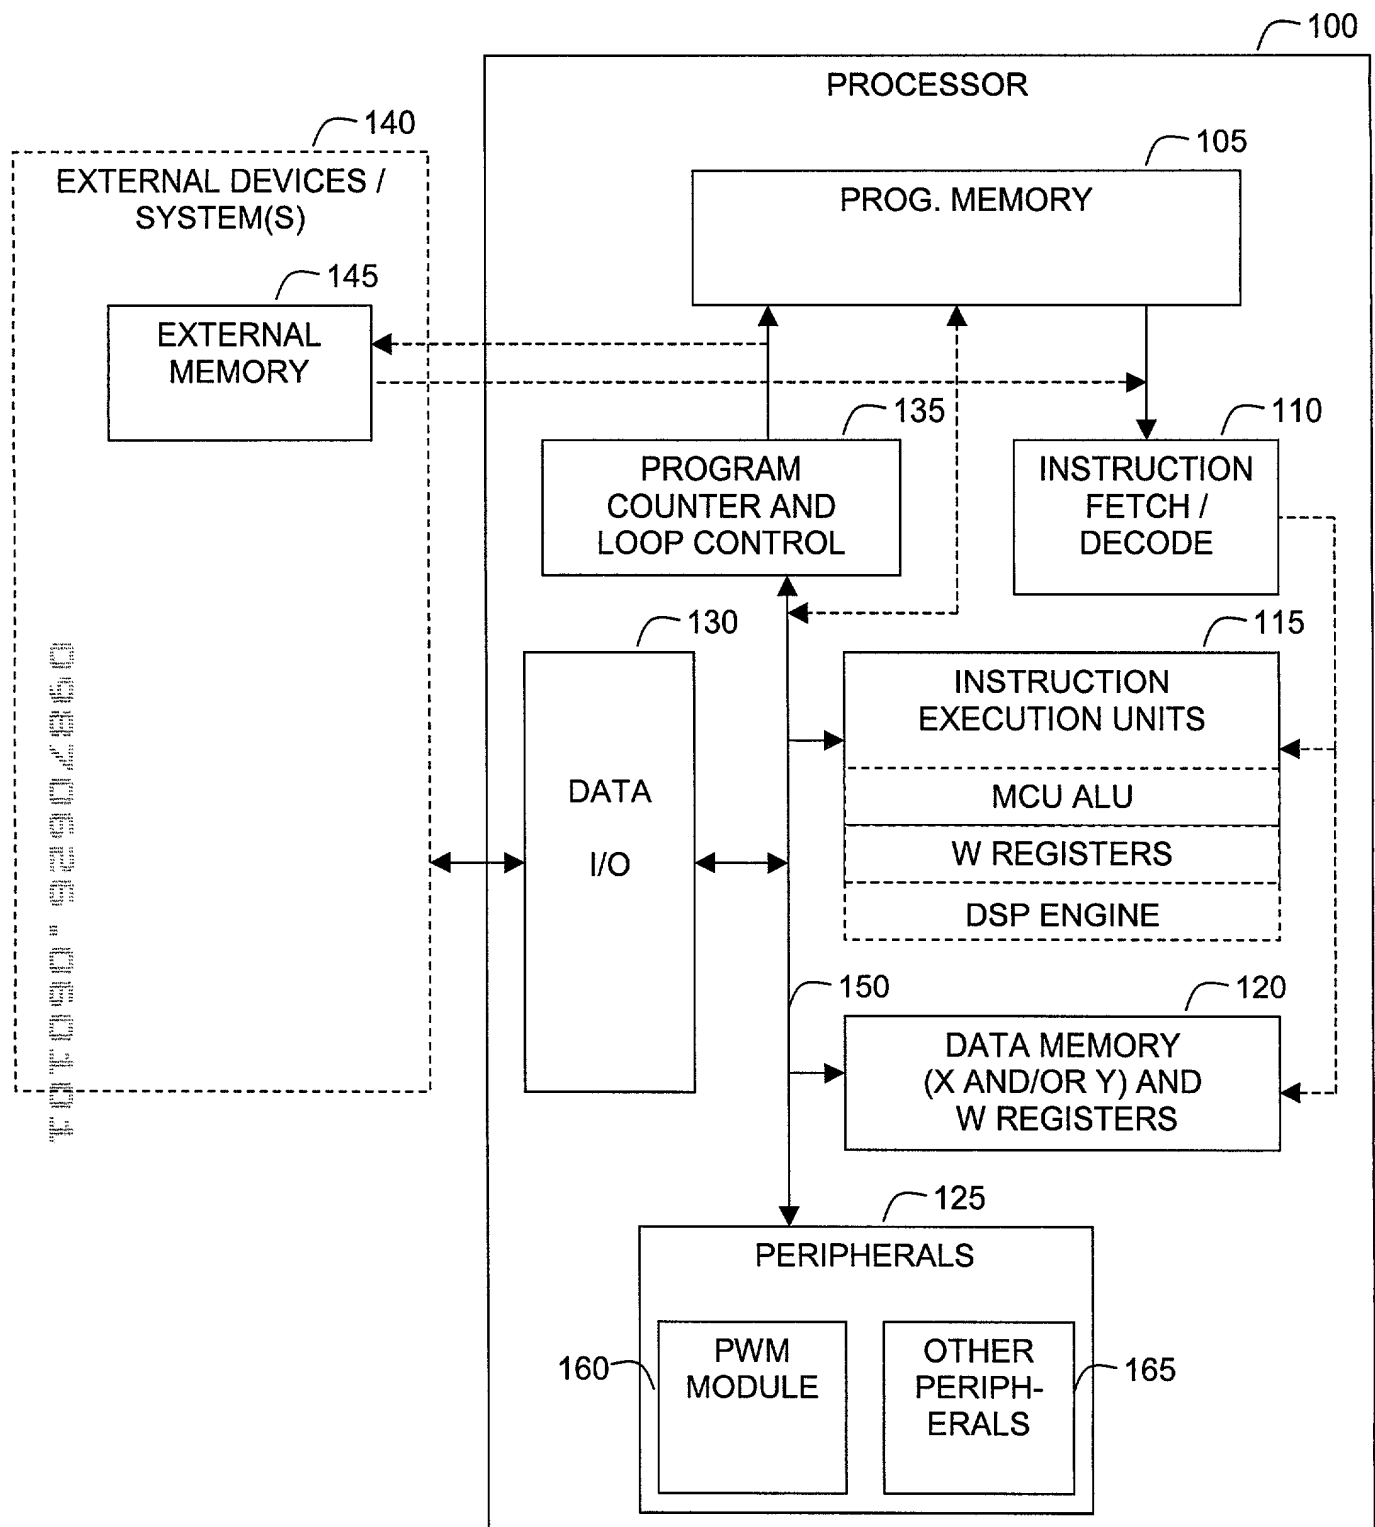 100
PROCESSOR
140
EXTERNAL DEVICES /
SYSTEM(S)
105
PROG. MEMORY
145
EXTERNAL
MEMORY
135
PROGRAM
COUNTER AND
LOOP CONTROL
110
INSTRUCTION
FETCH /
DECODE
130
DATA
I/O
115
INSTRUCTION
EXECUTION UNITS
MCU ALU
W REGISTERS
DSP ENGINE
150
120
DATA MEMORY
(X AND/OR Y) AND
W REGISTERS
125
PERIPHERALS
160
PWM
MODULE
OTHER
PERIPH-
ERALS
165